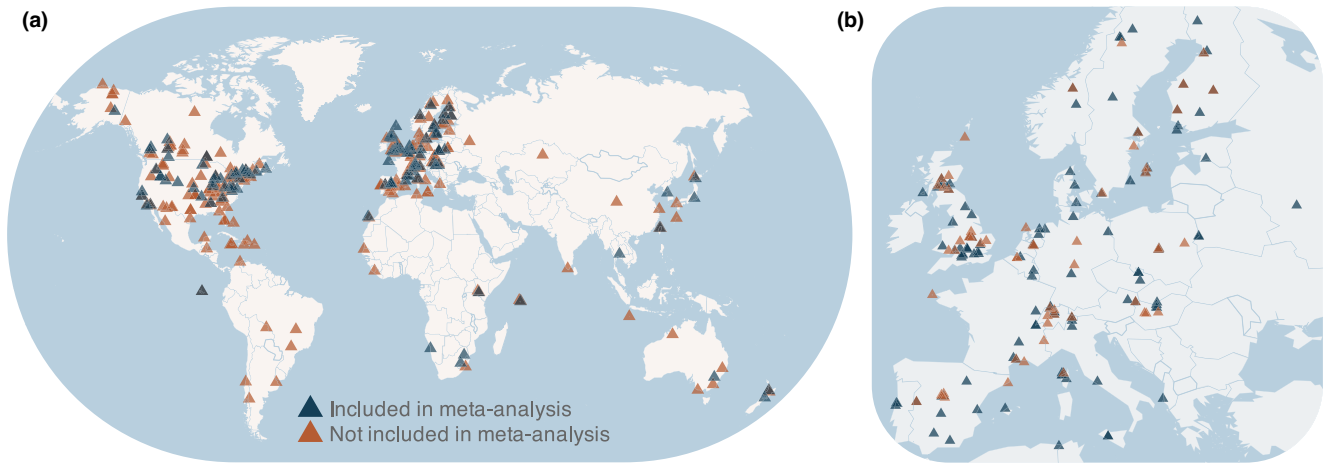 (a)
(b)
Included in meta-analysis
Not included in meta-analysis